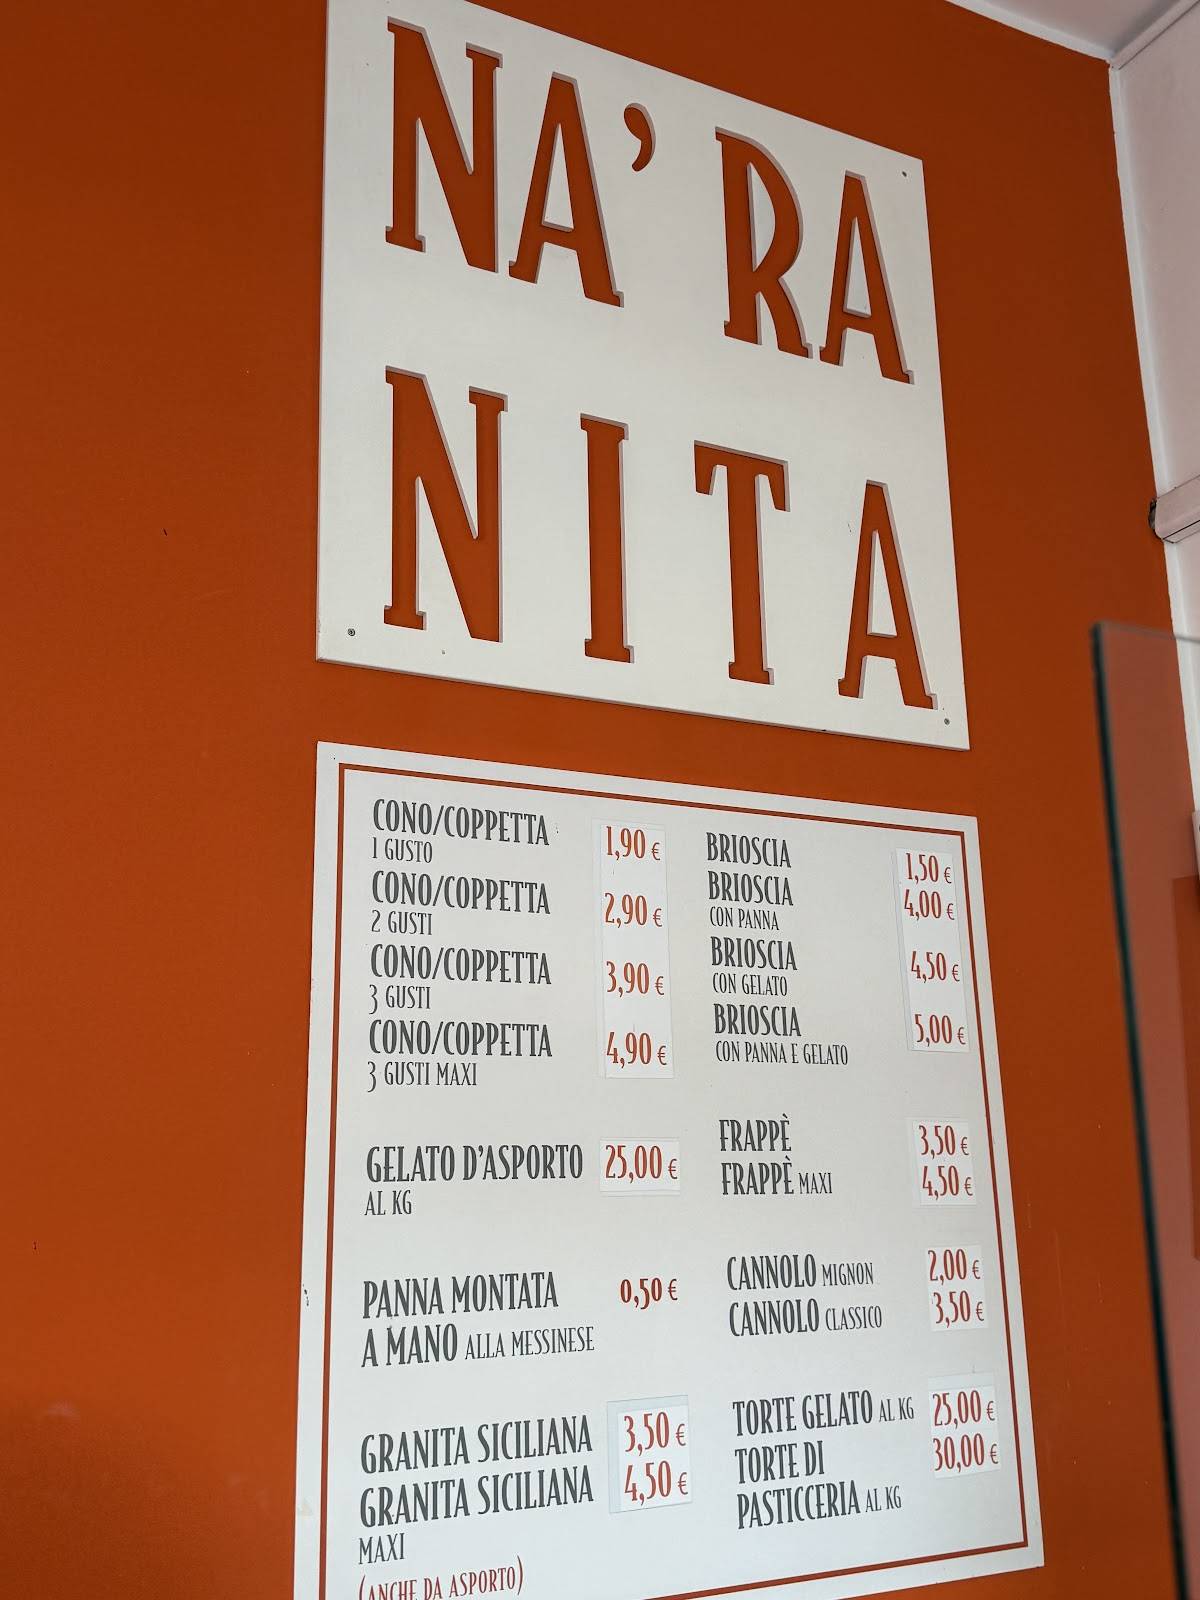 NA' RA
NITA
CONO/COPPETTA 1,90 €
1 GUSTO
CONO/COPPETTA 2,90 €
2 GUSTI
CONO/COPPETTA 3,90 €
3 GUSTI
CONO/COPPETTA 4,90 €
3 GUSTI MAXI
GELATO D'ASPORTO 25,00 €
AL KG
PANNA MONTATA 0,50 €
A MANO ALLA MESSINESE
GRANITA SICILIANA 3,50 €
GRANITA SICILIANA 4,50 €
MAXI
(ANCHE DA ASPORTO)
BRIOSCIA 1,50 €
BRIOSCIA 4,00 €
CON PANNA
BRIOSCIA 4,50 €
CON GELATO
BRIOSCIA 5,00 €
CON PANNA E GELATO
FRAPPÈ 3,50 €
FRAPPÈ MAXI 4,50 €
CANNOLO MIGNON 2,00 €
CANNOLO CLASSICO 3,50 €
TORTE GELATO AL KG 25,00 €
TORTE DI 30,00 €
PASTICCERIA AL KG